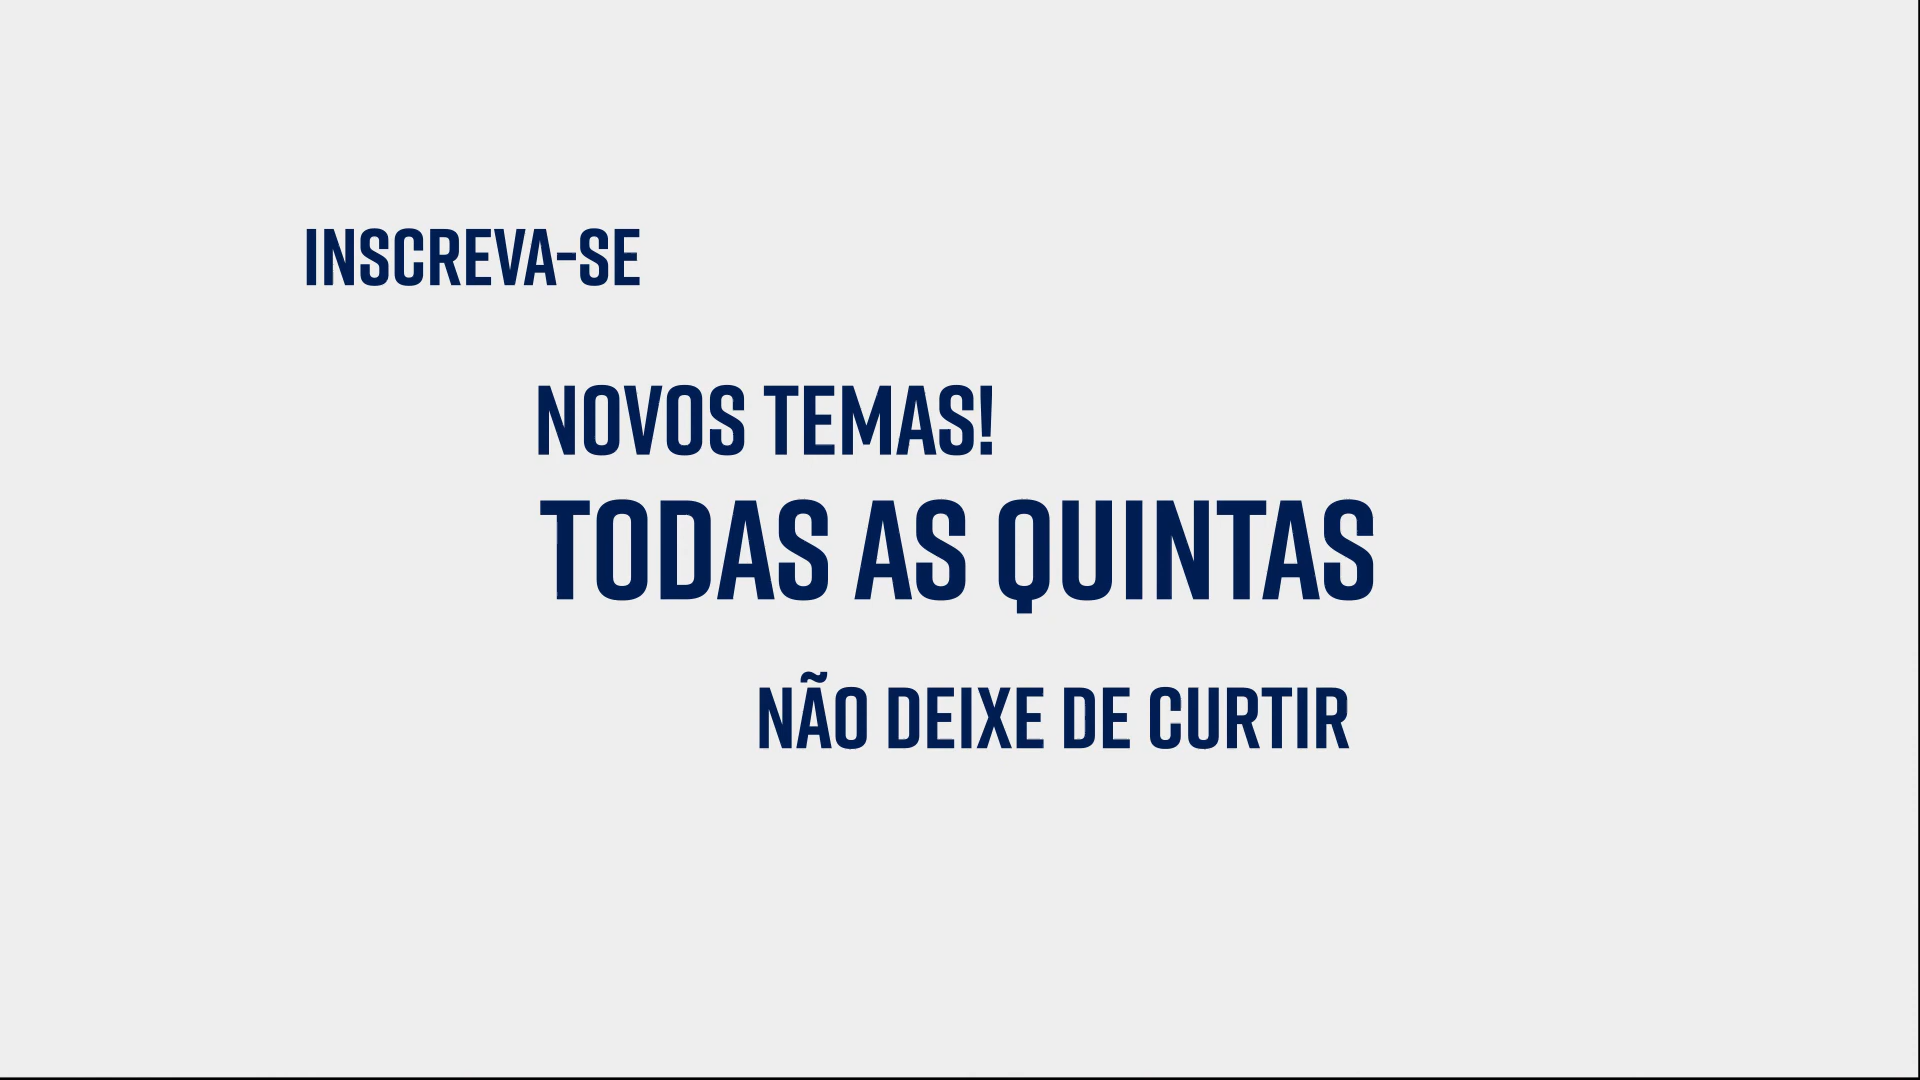 INSCREVA-SE
NOVOS TEMAS!
TODAS AS QUINTAS
NÃO DEIXE DE CURTIR